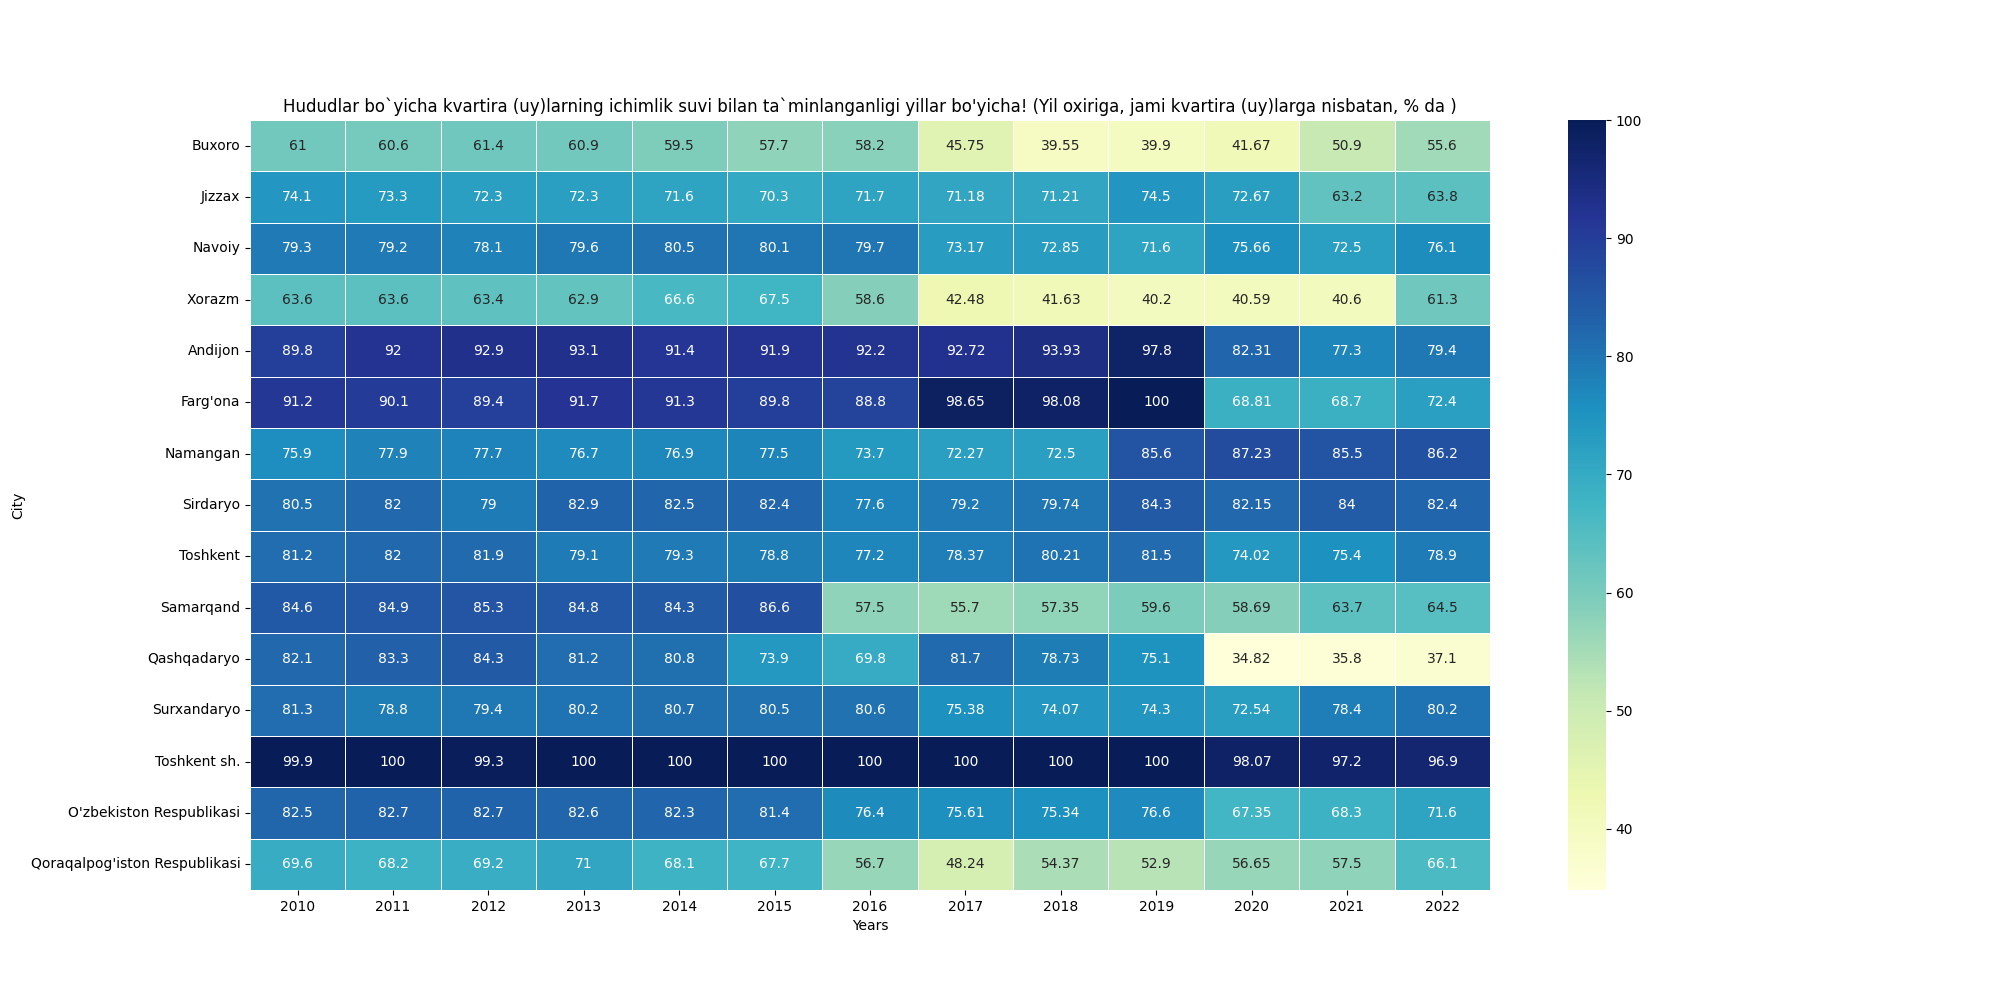 Hududlar bo`yicha kvartira (uy)larning ichimlik suvi bilan ta`minlanganligi yillar bo'yicha! (Yil oxiriga, jami kvartira (uy)larga nisbatan, % da )
City
Buxoro 61 60.6 61.4 60.9 59.5 57.7 58.2 45.75 39.55 39.9 41.67 50.9 55.6
Jizzax 74.1 73.3 72.3 72.3 71.6 70.3 71.7 71.18 71.21 74.5 72.67 63.2 63.8
Navoiy 79.3 79.2 78.1 79.6 80.5 80.1 79.7 73.17 72.85 71.6 75.66 72.5 76.1
Xorazm 63.6 63.6 63.4 62.9 66.6 67.5 58.6 42.48 41.63 40.2 40.59 40.6 61.3
Andijon 89.8 92 92.9 93.1 91.4 91.9 92.2 92.72 93.93 97.8 82.31 77.3 79.4
Farg'ona 91.2 90.1 89.4 91.7 91.3 89.8 88.8 98.65 98.08 100 68.81 68.7 72.4
Namangan 75.9 77.9 77.7 76.7 76.9 77.5 73.7 72.27 72.5 85.6 87.23 85.5 86.2
Sirdaryo 80.5 82 79 82.9 82.5 82.4 77.6 79.2 79.74 84.3 82.15 84 82.4
Toshkent 81.2 82 81.9 79.1 79.3 78.8 77.2 78.37 80.21 81.5 74.02 75.4 78.9
Samarqand 84.6 84.9 85.3 84.8 84.3 86.6 57.5 55.7 57.35 59.6 58.69 63.7 64.5
Qashqadaryo 82.1 83.3 84.3 81.2 80.8 73.9 69.8 81.7 78.73 75.1 34.82 35.8 37.1
Surxandaryo 81.3 78.8 79.4 80.2 80.7 80.5 80.6 75.38 74.07 74.3 72.54 78.4 80.2
Toshkent sh. 99.9 100 99.3 100 100 100 100 100 100 100 98.07 97.2 96.9
O'zbekiston Respublikasi 82.5 82.7 82.7 82.6 82.3 81.4 76.4 75.61 75.34 76.6 67.35 68.3 71.6
Qoraqalpog'iston Respublikasi 69.6 68.2 69.2 71 68.1 67.7 56.7 48.24 54.37 52.9 56.65 57.5 66.1
2010 2011 2012 2013 2014 2015 2016 2017 2018 2019 2020 2021 2022
Years
100
90
80
70
60
50
40